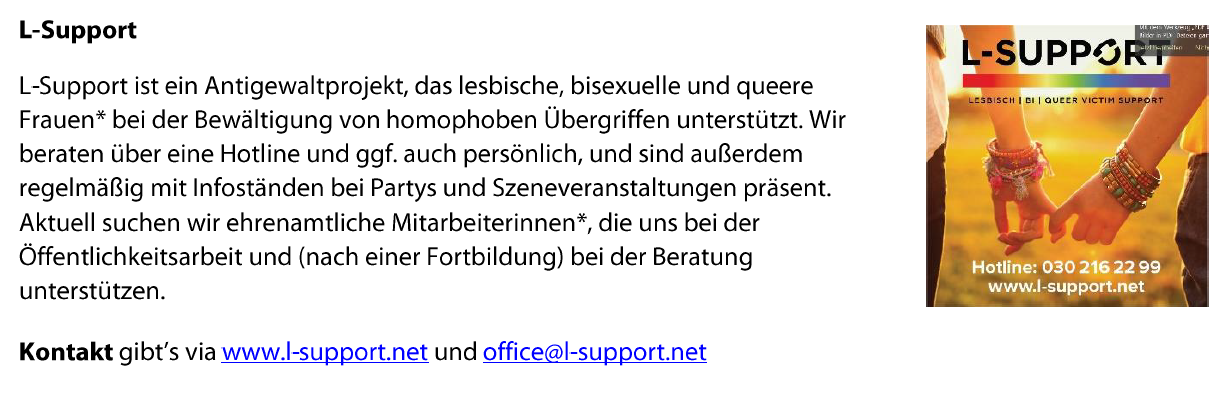 L-Support
L-Support ist ein Antigewaltprojekt, das lesbische, bisexuelle und queere
Frauen* bei der Bewältigung von homophoben Übergriffen unterstützt. Wir
beraten über eine Hotline und ggf. auch persönlich, und sind außerdem
regelmäßig mit Infoständen bei Partys und Szeneveranstaltungen präsent.
Aktuell suchen wir ehrenamtliche Mitarbeiterinnen*, die uns bei der
Öffentlichkeitsarbeit und (nach einer Fortbildung) bei der Beratung
unterstützen.
Kontakt gibt's via www.l-support.net und office@l-support.net
L-SUPPORT
LESBISCH | BI | QUEER VICTIM SUPPORT
Hotline: 030 216 22 99
www.l-support.net